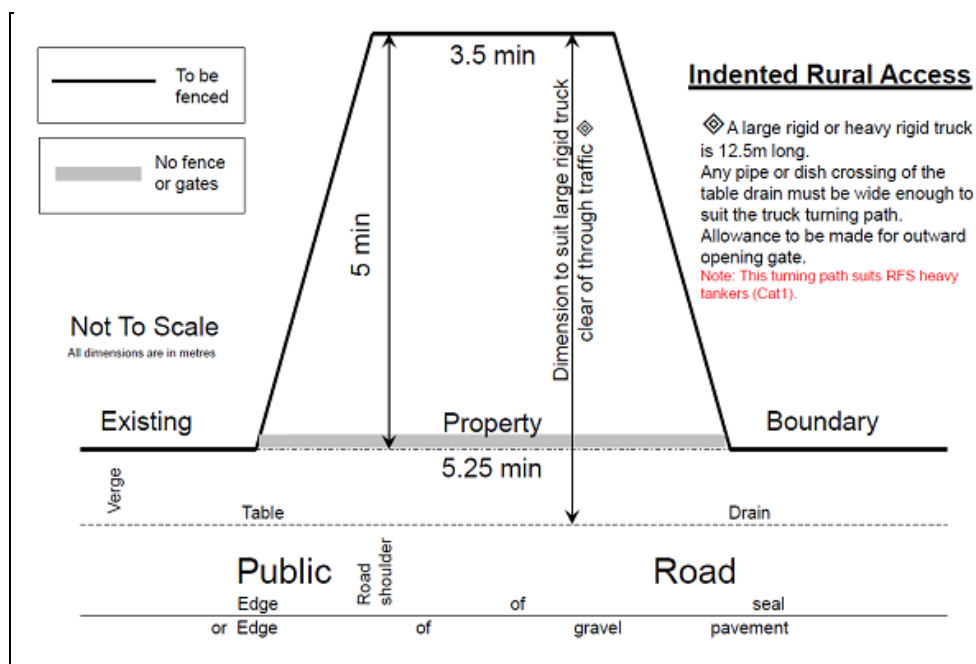 To be
fenced
No fence
or gates
3.5 min
5 min
Dimension to suit large rigid truck
clear of through traffic
Indented Rural Access
A large rigid or heavy rigid truck
is 12.5m long.
Any pipe or dish crossing of the
table drain must be wide enough to
suit the truck turning path.
Allowance to be made for outward
opening gate.
Note: This turning path suits RFS heavy
tankers (Cat1).
Not To Scale
All dimensions are in metres
Existing Property Boundary
5.25 min
Verge
Table Drain
Public Road
Road
shoulder
Edge of seal
or Edge of gravel pavement